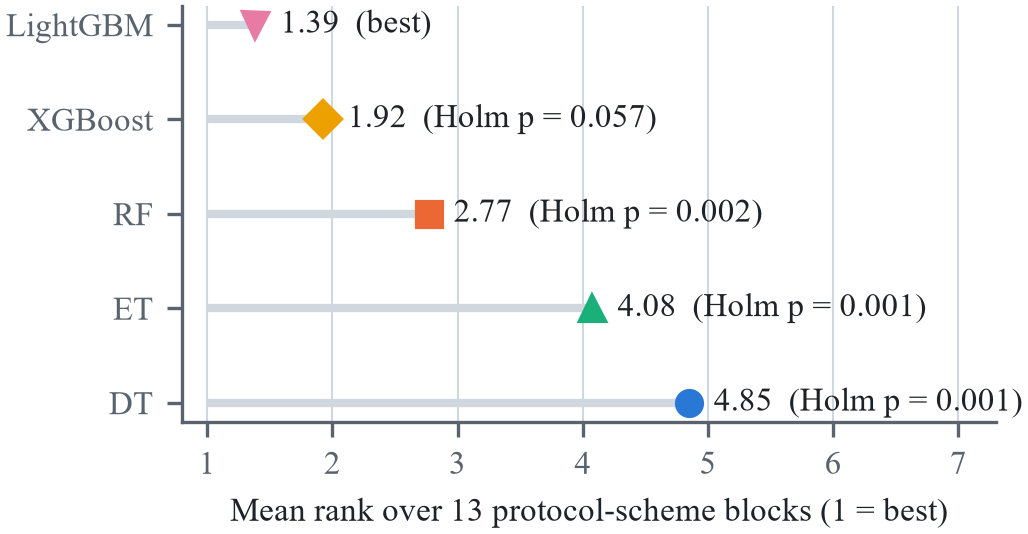 LightGBM 1.39 (best)
XGBoost 1.92 (Holm p = 0.057)
RF 2.77 (Holm p = 0.002)
ET 4.08 (Holm p = 0.001)
DT 4.85 (Holm p = 0.001)
1 2 3 4 5 6 7
Mean rank over 13 protocol-scheme blocks (1 = best)